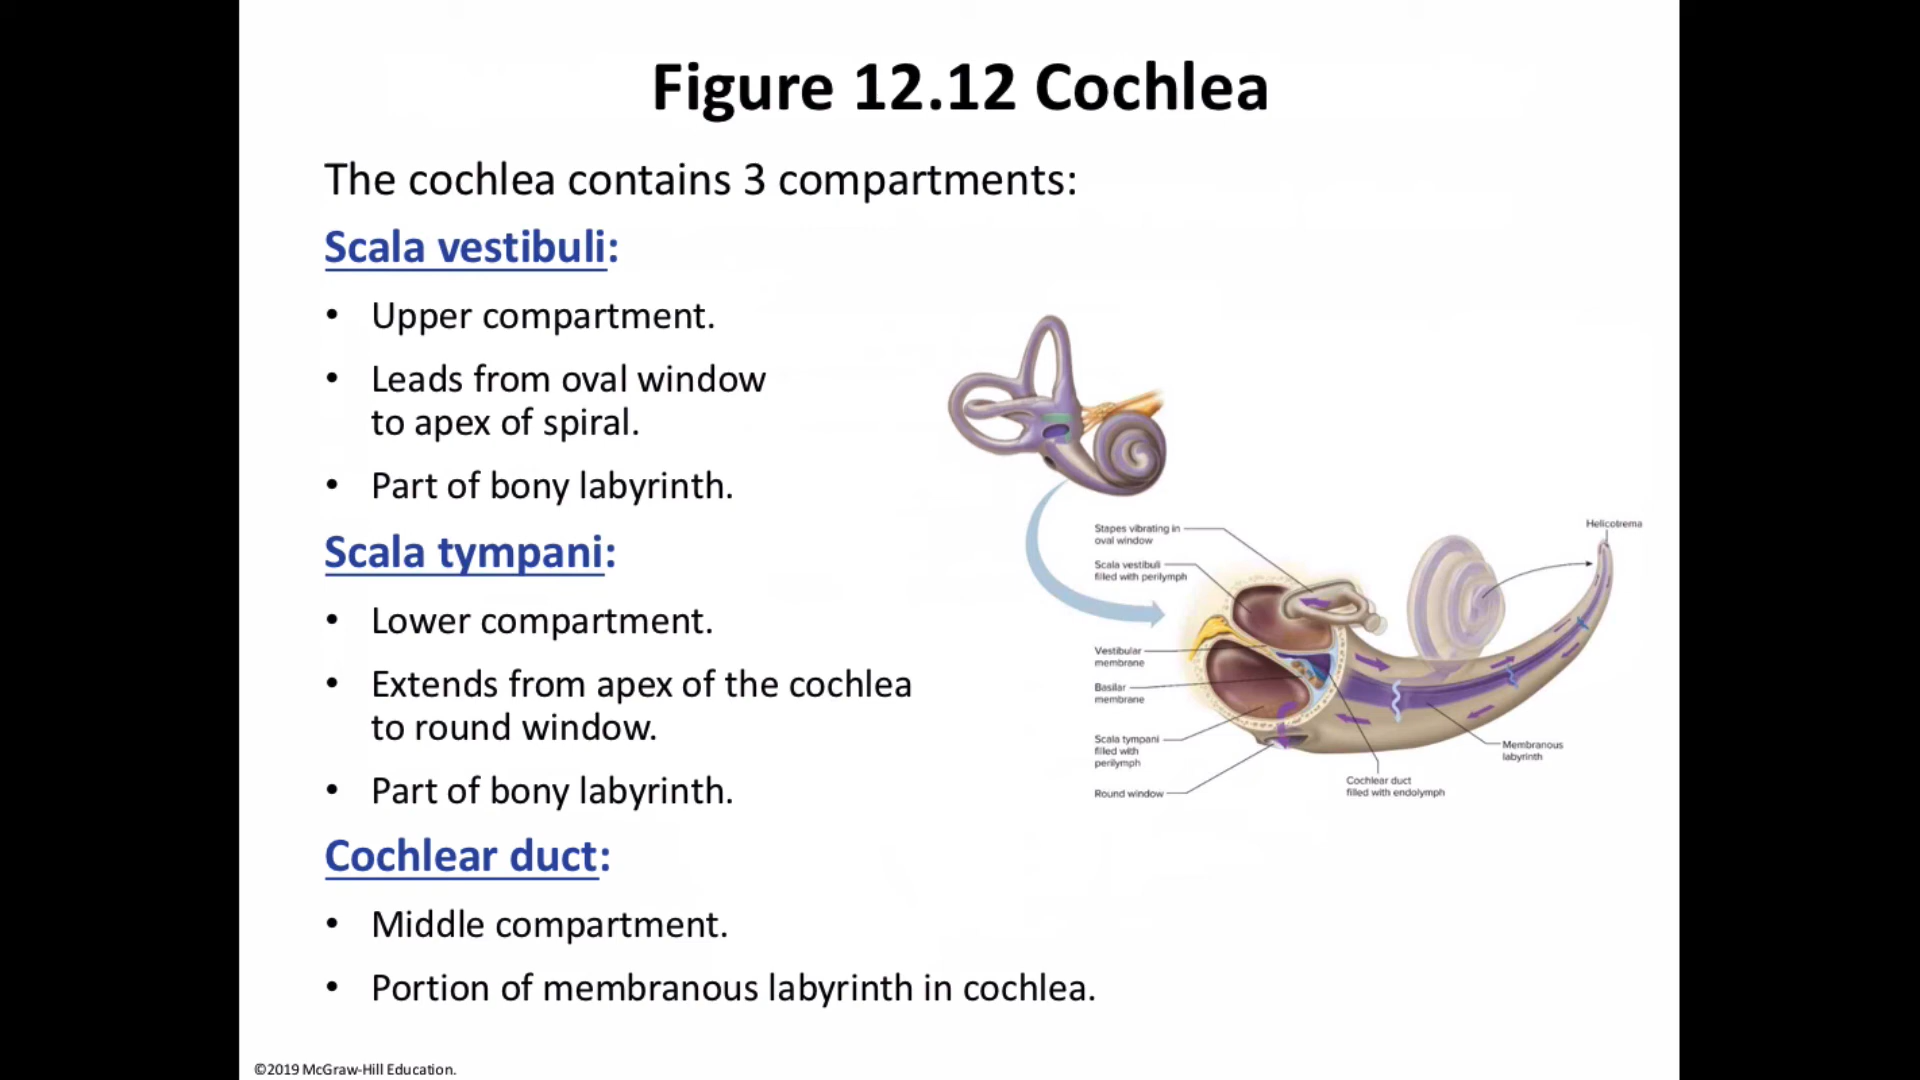 Figure 12.12 Cochlea
The cochlea contains 3 compartments:
Scala vestibuli:
• Upper compartment.
• Leads from oval window
to apex of spiral.
• Part of bony labyrinth.
Scala tympani:
• Lower compartment.
• Extends from apex of the cochlea
to round window.
• Part of bony labyrinth.
Cochlear duct:
• Middle compartment.
• Portion of membranous labyrinth in cochlea.
Stapes vibrating in
oval window
Scala vestibuli
filled with perilymph
Vestibular
membrane
Basilar
membrane
Scala tympani
filled with
perilymph
Round window
Helicotrema
Membranous
labyrinth
Cochlear duct
filled with endolymph
©2019 McGraw-Hill Education.